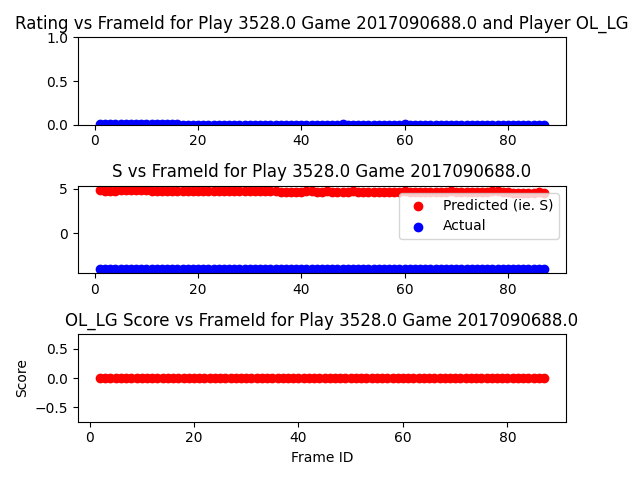 Rating vs FrameId for Play 3528.0 Game 2017090688.0 and Player OL_LG
1.0
0.5
0.0
0 20 40 60 80
S vs FrameId for Play 3528.0 Game 2017090688.0
5
0
Predicted (ie. S)
Actual
0 20 40 60 80
OL_LG Score vs FrameId for Play 3528.0 Game 2017090688.0
Score
0.5
0.0
−0.5
0 20 40 60 80
Frame ID